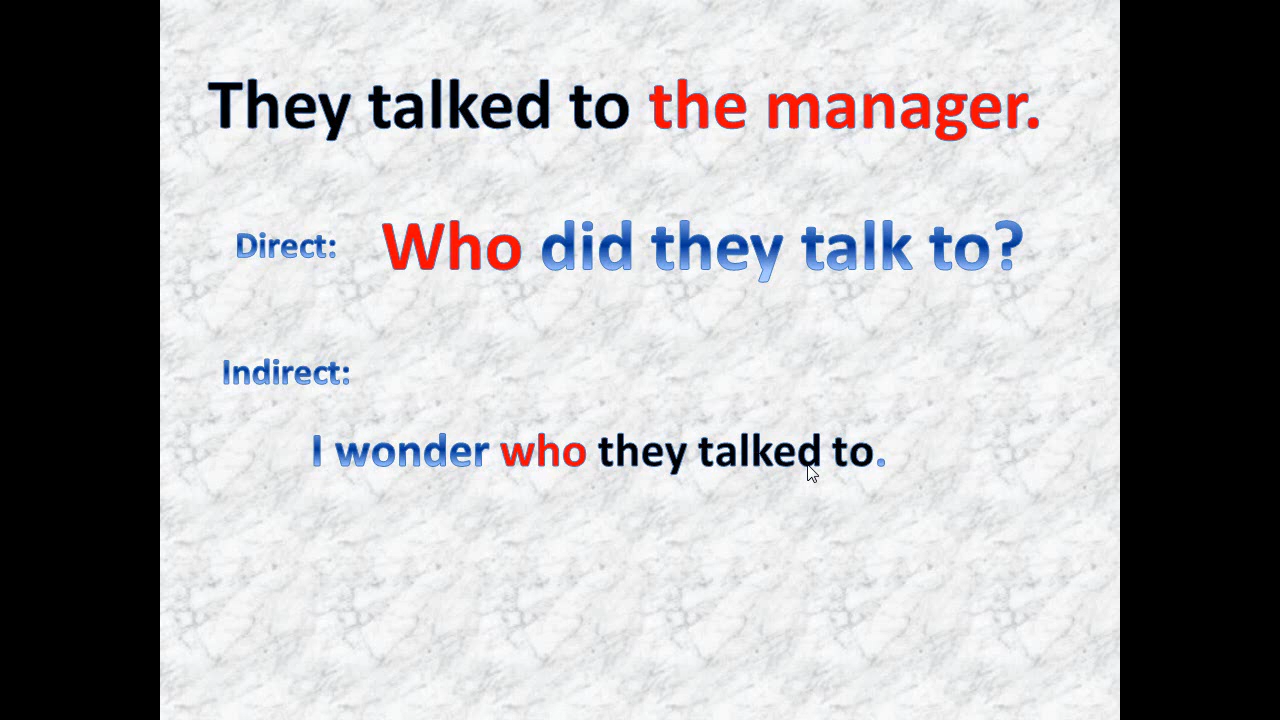 They talked to the manager.
Direct: Who did they talk to?
Indirect:
I wonder who they talked to.